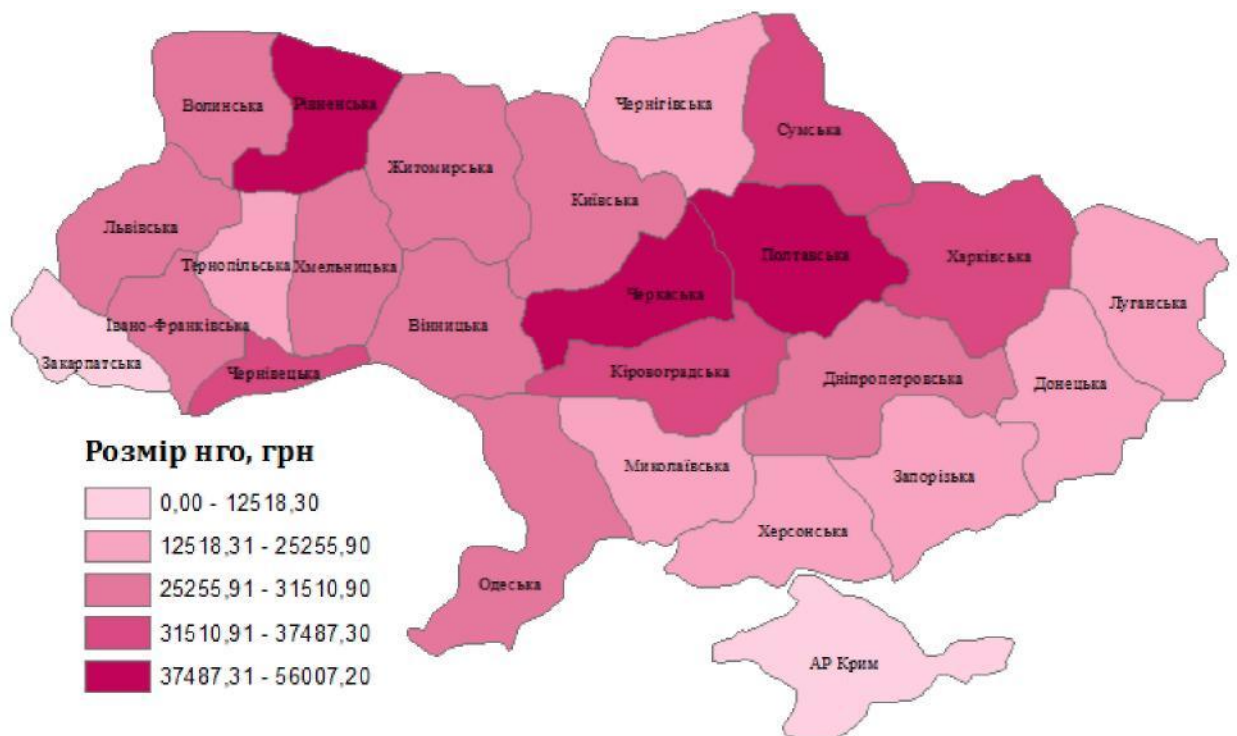 Волинська
Рівненська
Чернігівська
Сумська
Житомирська
Київська
Львівська
Тернопільська
Хмельницька
Черкаська
Полтавська
Харківська
Луганська
Івано-Франківська
Вінницька
Закарпатська
Чернівецька
Кіровоградська
Дніпропетровська
Донецька
Миколаївська
Запорізька
Херсонська
Одеська
АР Крим
Розмір нго, грн
0,00 - 12518,30
12518,31 - 25255,90
25255,91 - 31510,90
31510,91 - 37487,30
37487,31 - 56007,20